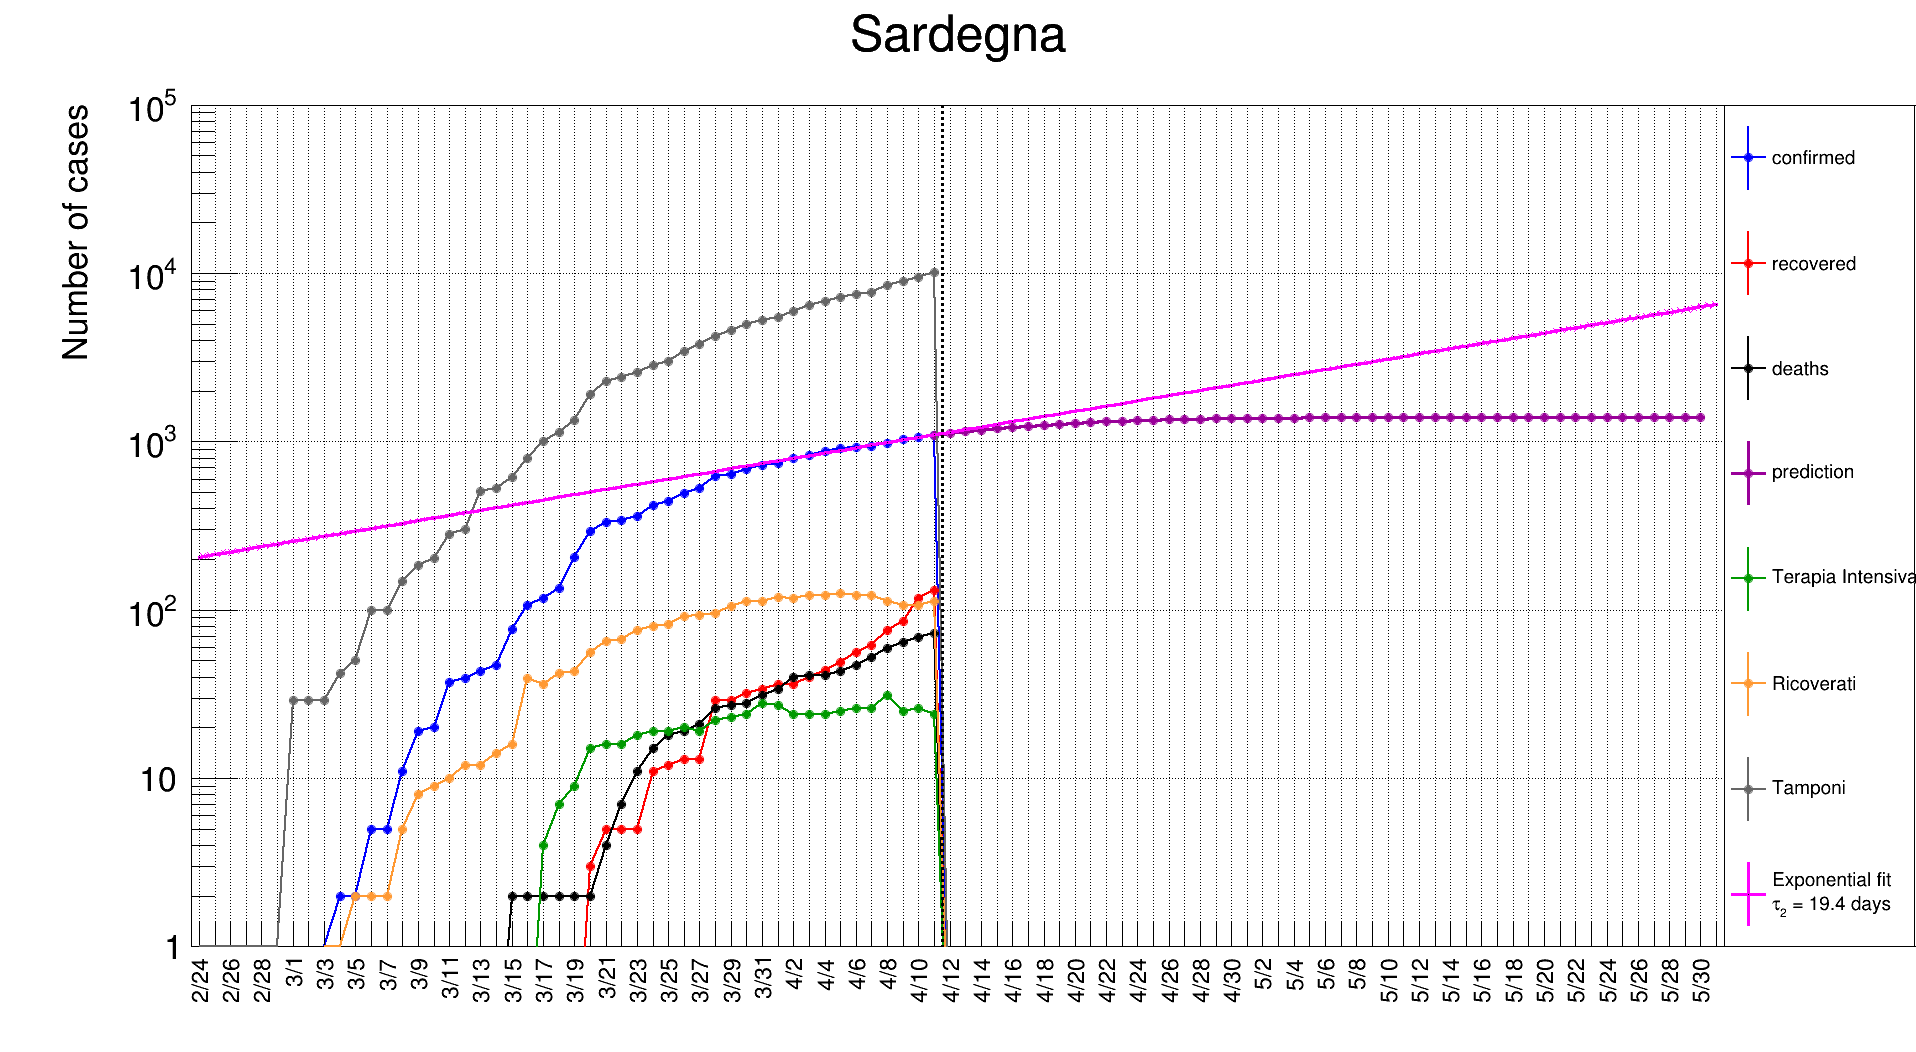 Sardegna
Number of cases
10^5
10^4
10^3
10^2
10
1
2/24 2/26 2/28 3/1 3/3 3/5 3/7 3/9 3/11 3/13 3/15 3/17 3/19 3/21 3/23 3/25 3/27 3/29 3/31 4/2 4/4 4/6 4/8 4/10 4/12 4/14 4/16 4/18 4/20 4/22 4/24 4/26 4/28 4/30 5/2 5/4 5/6 5/8 5/10 5/12 5/14 5/16 5/18 5/20 5/22 5/24 5/26 5/28 5/30
confirmed
recovered
deaths
prediction
Terapia Intensiva
Ricoverati
Tamponi
Exponential fit
τ₂ = 19.4 days